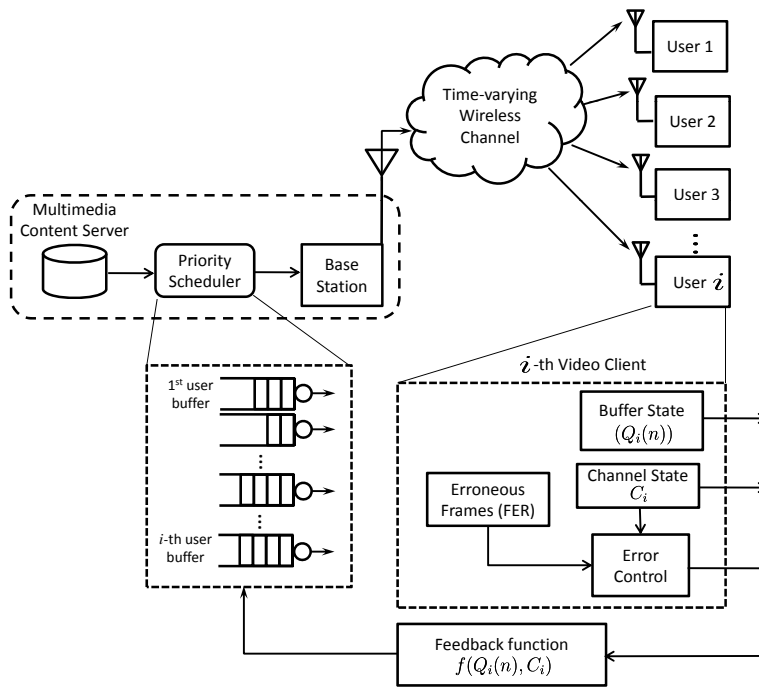 User 1
Time-varying
Wireless
Channel
User 2
User 3
Multimedia
Content Server
Priority
Scheduler
Base
Station
User i
i-th Video Client
1st user
buffer
Buffer State
(Qi(n))
Channel State
Ci
Erroneous
Frames (FER)
i-th user
buffer
Error
Control
Feedback function
f(Qi(n), Ci)